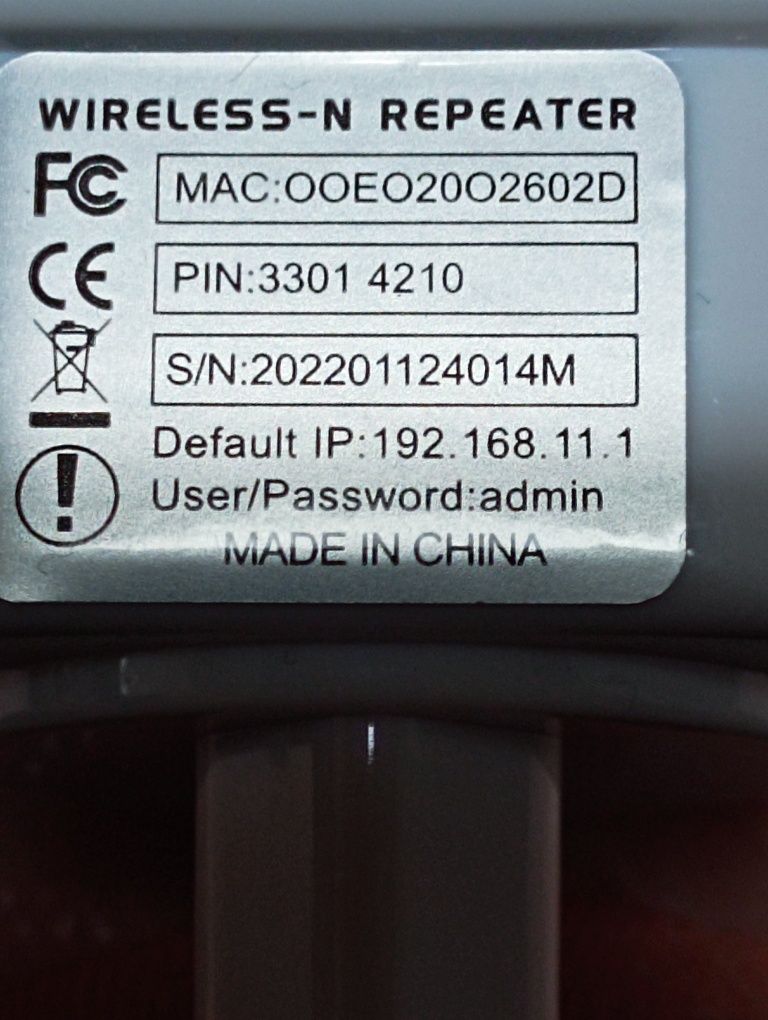 WIRELESS-N REPEATER
FC
MAC:OOEO20O2602D
CE
PIN:3301 4210
S/N:202201124014M
Default IP:192.168.11.1
User/Password:admin
MADE IN CHINA